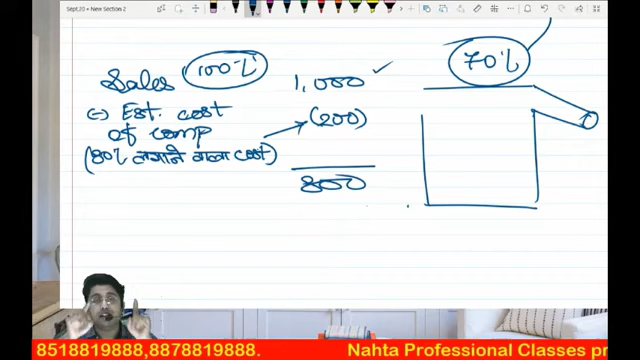 Sept.20 + New Section 2
70%
Sales 100% 1,000 ✓
(-) Est. cost
of comp (200)
(80% लगाने वाला cost)
800
8518819888,8878819888.
Nahta Professional Classes pr